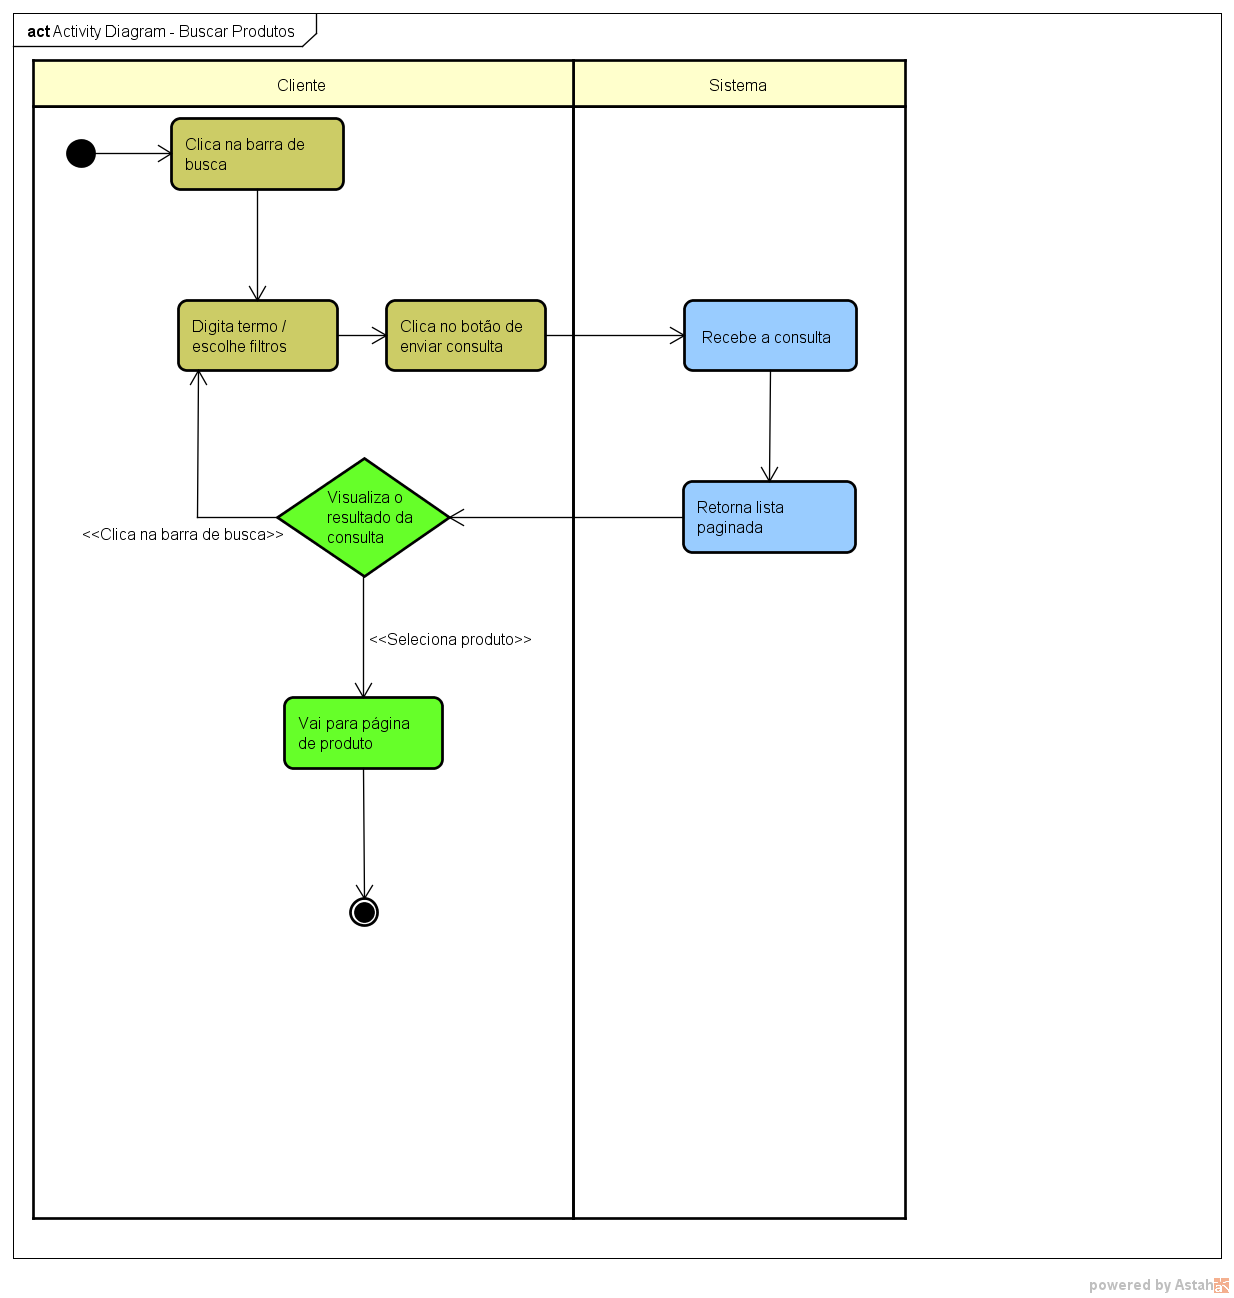 act Activity Diagram - Buscar Produtos
Cliente
Sistema
Clica na barra de
busca
Digita termo /
escolhe filtros
Clica no botão de
enviar consulta
Recebe a consulta
Visualiza o
resultado da
consulta
Retorna lista
paginada
<<Clica na barra de busca>>
<<Seleciona produto>>
Vai para página
de produto
powered by Astah